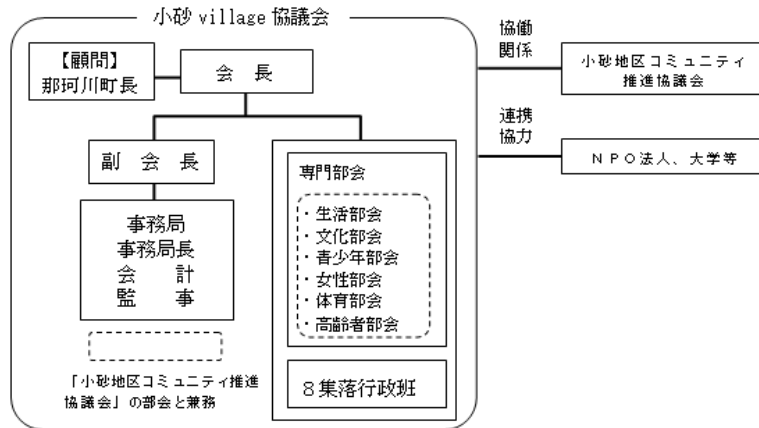 小砂 village 協議会
【顧問】
那珂川町長
会　長
副　会　長
事務局
事務局長
会　　計
監　　事
「小砂地区コミュニティ推進
協議会」の部会と兼務
専門部会
・生活部会
・文化部会
・青少年部会
・女性部会
・体育部会
・高齢者部会
８集落行政班
協働
関係
小砂地区コミュニティ
推進協議会
連携
協力
ＮＰＯ法人、大学等